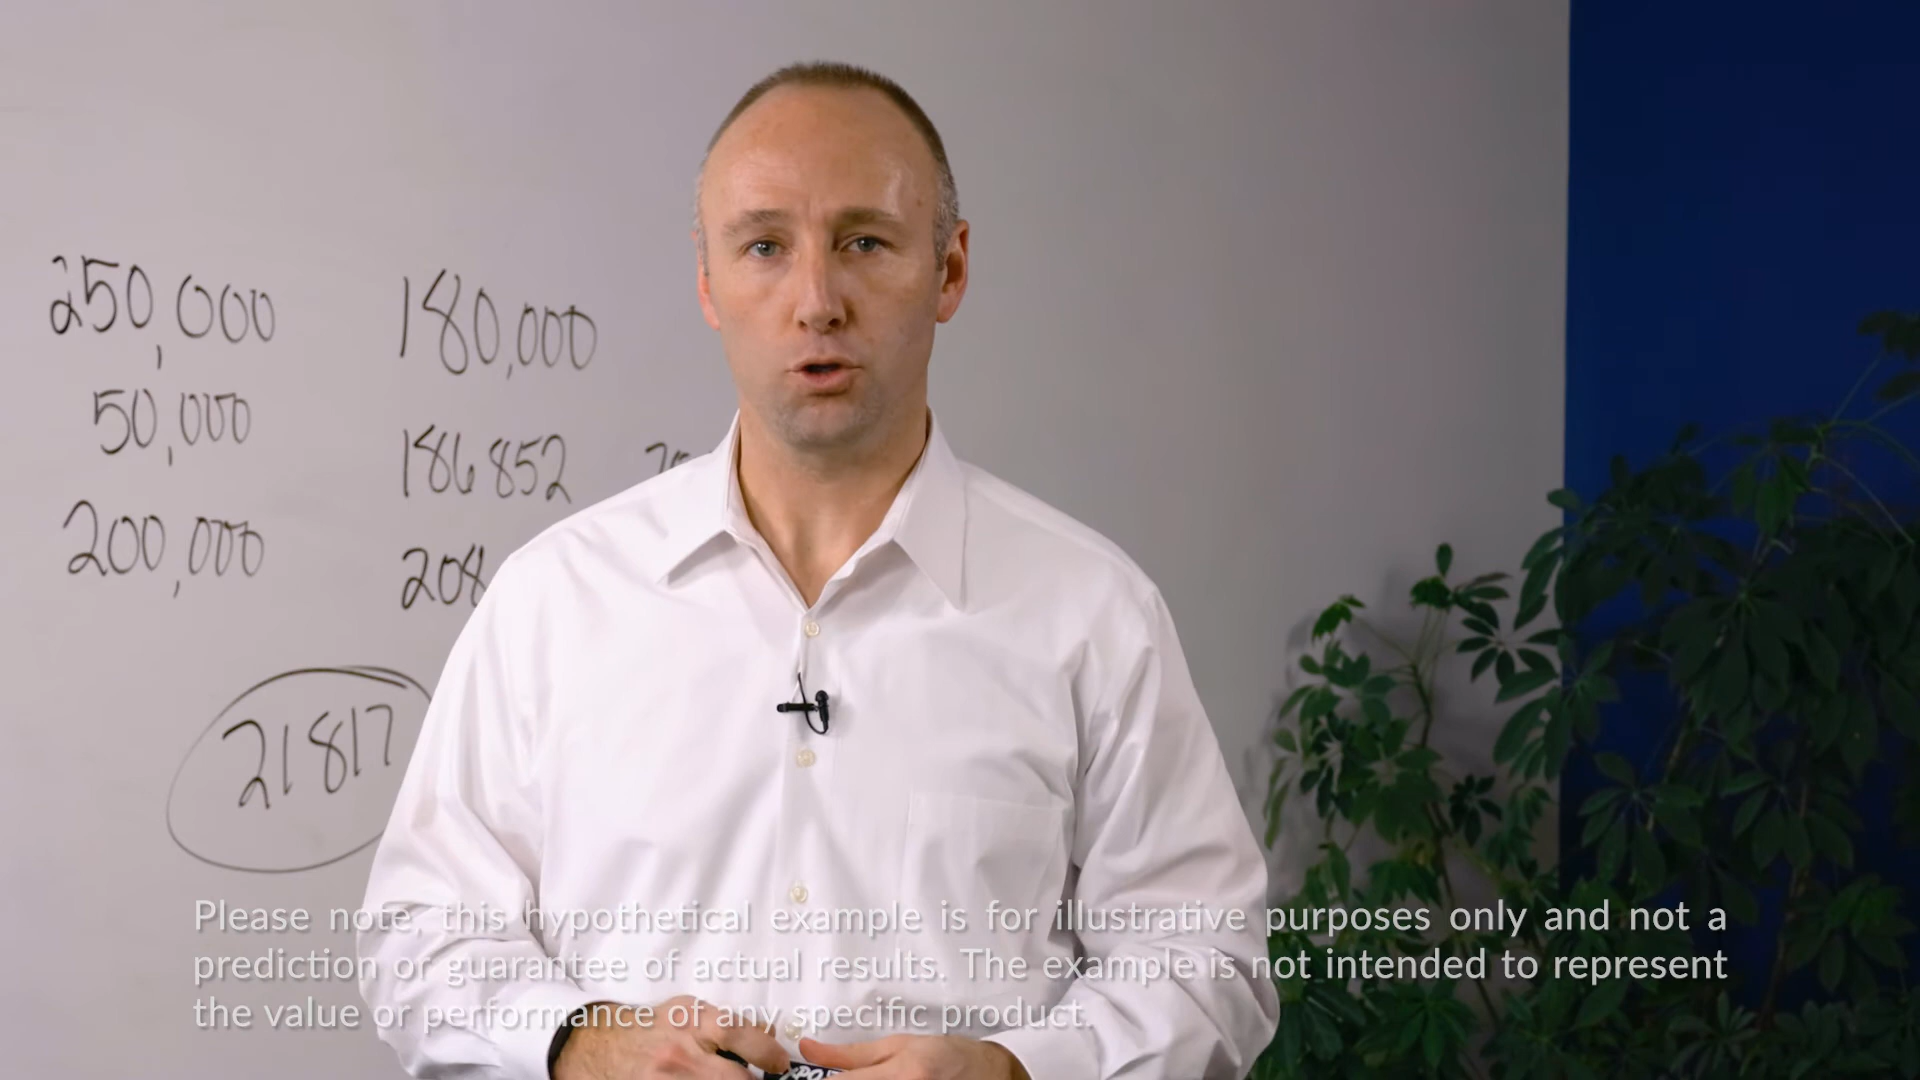 250,000 180,000
50,000
186 852
200,000
208
21817
Please note, this hypothetical example is for illustrative purposes only and not a
prediction or guarantee of actual results. The example is not intended to represent
the value or performance of any specific product.